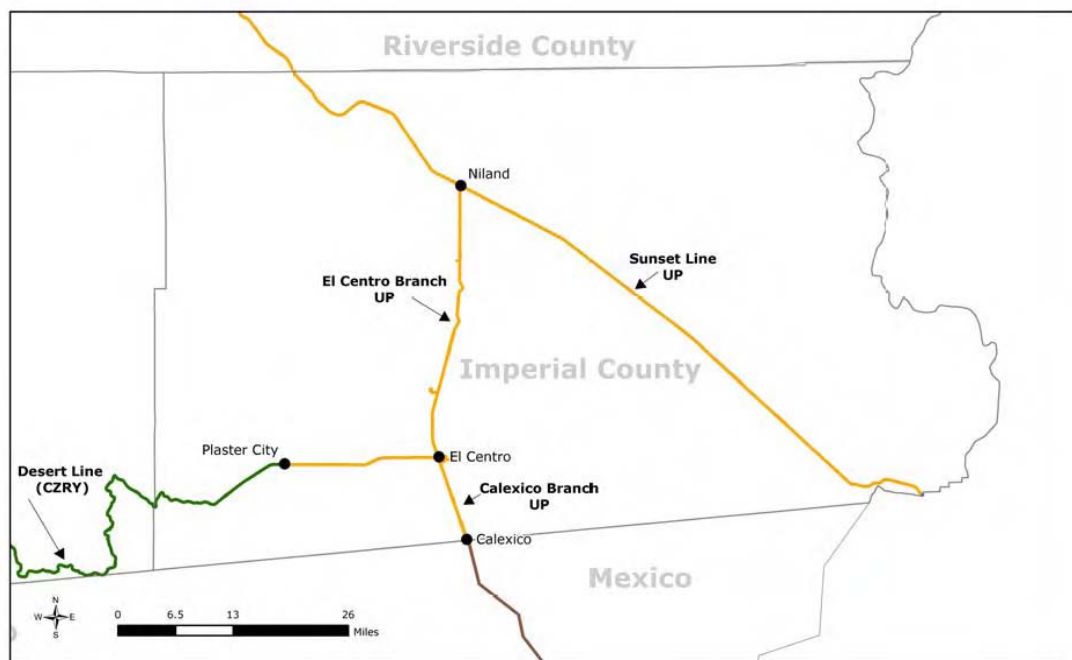 Riverside County
Niland
Sunset Line
UP
El Centro Branch
UP
Imperial County
Plaster City
El Centro
Desert Line
(CZRY)
Calexico Branch
UP
Calexico
Mexico
N
W
E
S
0
6.5
13
26
Miles